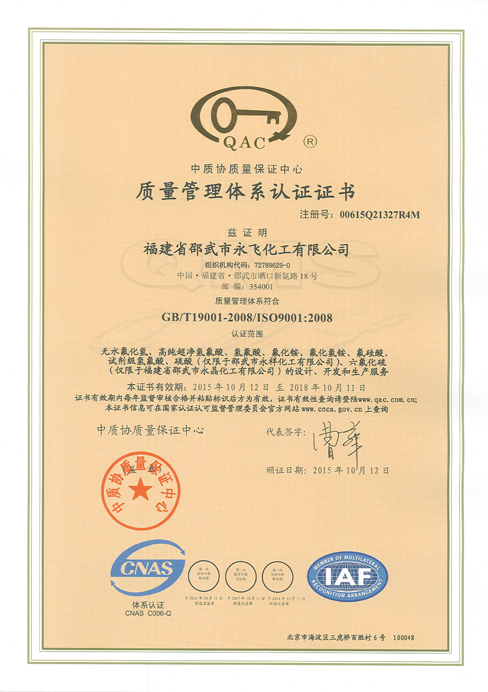 QAC
®
中质协质量保证中心
质量管理体系认证证书
注册号：00615Q21327R4M
兹证明
福建省邵武市永飞化工有限公司
组织机构代码：72789629-0
中国·福建省·邵武市晒口新氨路18号
邮 编：354001
质量管理体系符合
GB/T19001-2008/ISO9001:2008
认证范围
无水氟化氢、高纯超净氢氟酸、氢氟酸、氟化铵、氟化氢铵、氟硅酸、
试剂级氢氟酸、硫酸（仅限于邵武市永祥化工有限公司）、六氟化硫
（仅限于福建省邵武市永晶化工有限公司）的设计、开发和生产服务
本证书有效期：2015年10月12日 至 2018年10月11日
证书有效期内每年监督审核合格并粘贴标识后方为有效，证书有效性查询请登陆www.qac.com.cn；
本证书信息可在国家认证认可监督管理委员会官方网站 www.cnca.gov.cn 上查询
中质协质量保证中心
代表签字：
颁证日期：2015年10月12日
中质协质量保证中心
CNAS
体系认证
CNAS C006-Q
MEMBER OF MULTILATERAL
IAF
RECOGNITION ARRANGEMENT
北京市海淀区三虎桥百胜村6号 100048